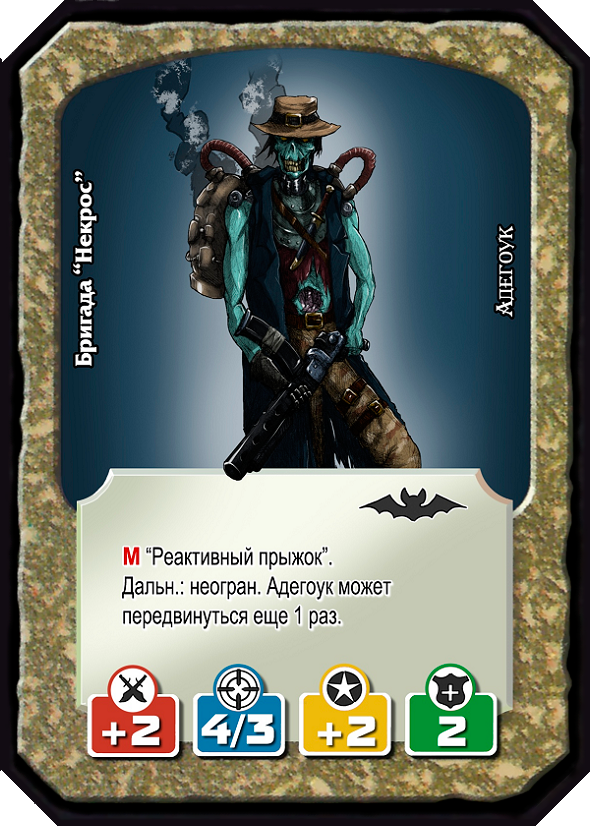 Бригада “Некрос”
Адегоук
М “Реактивный прыжок”.
Дальн.: неогран. Адегоук может
передвинуться еще 1 раз.
+2 4/3 +2 2